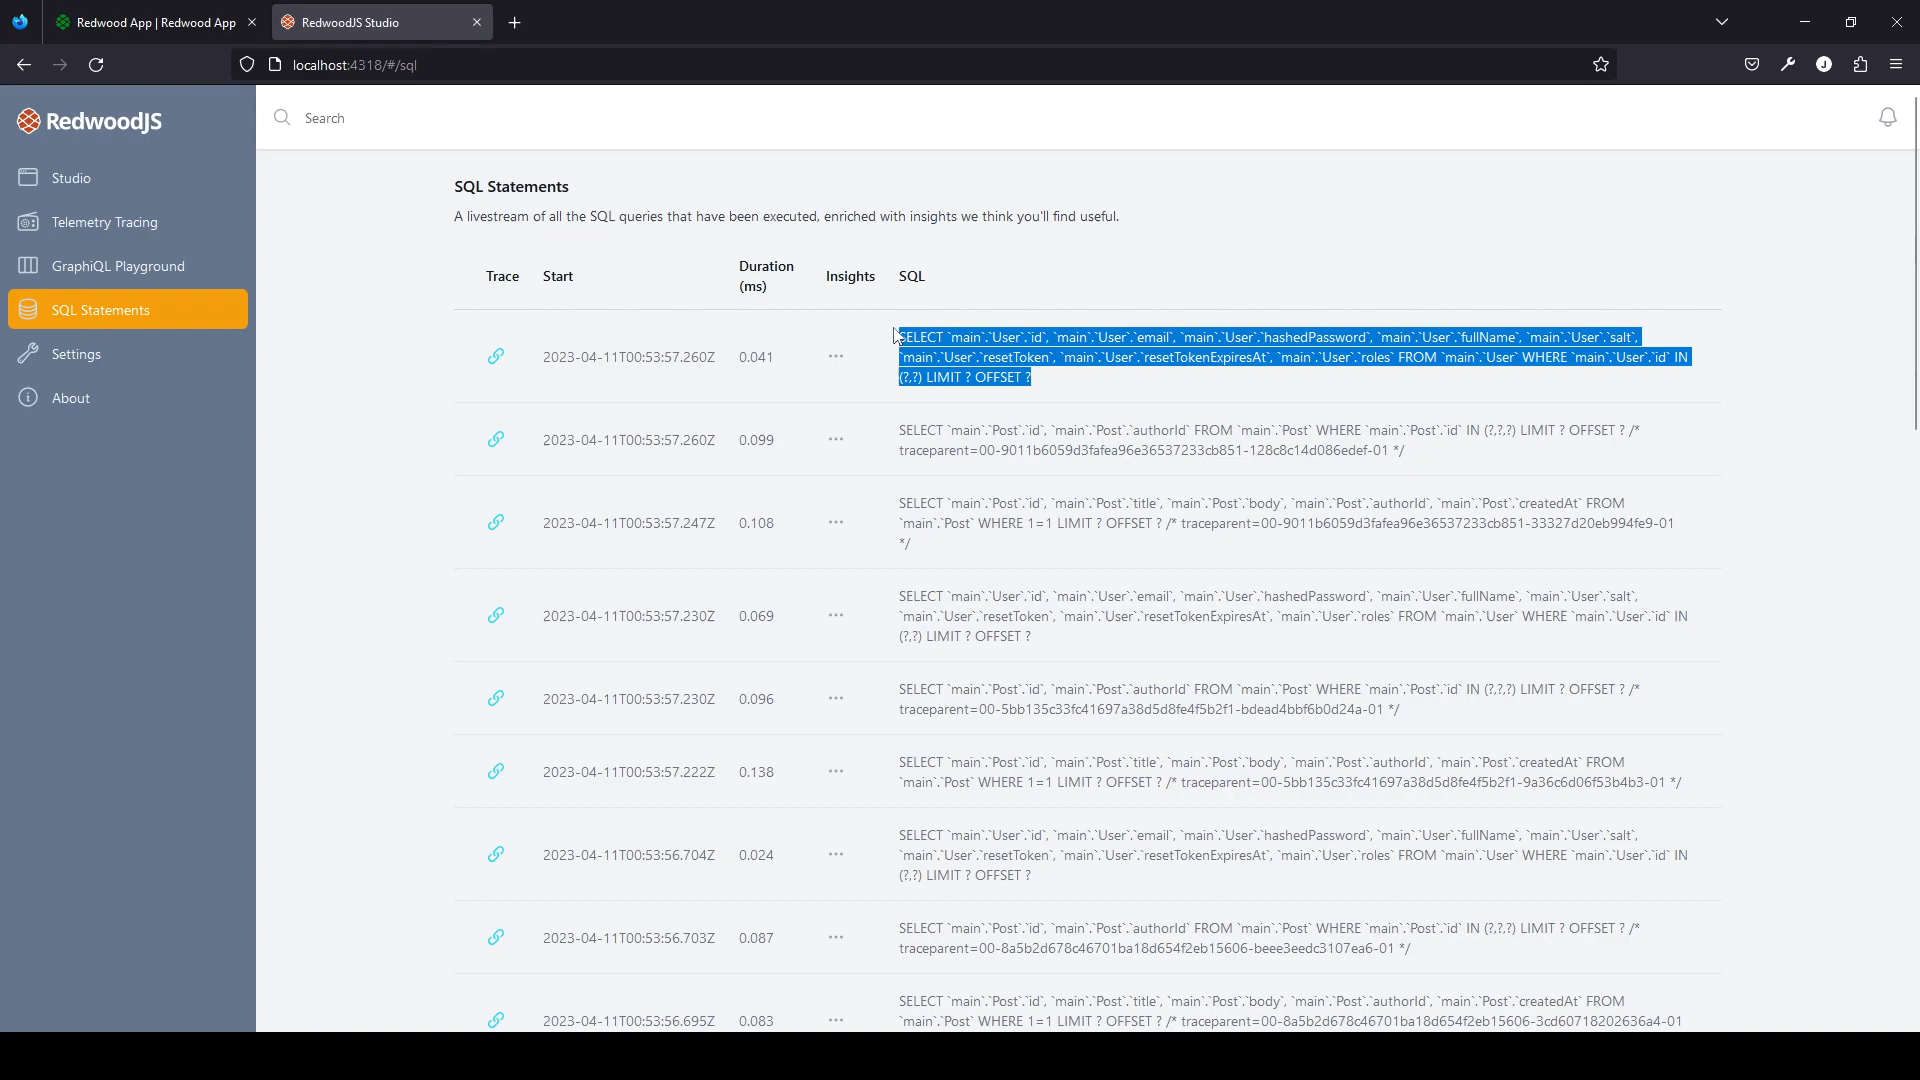 Redwood App | Redwood App
RedwoodJS Studio
localhost:4318/#/sql
J
RedwoodJS
Search
Studio
Telemetry Tracing
GraphiQL Playground
SQL Statements
Settings
About
SQL Statements
A livestream of all the SQL queries that have been executed, enriched with insights we think you'll find useful.
Trace Start Duration (ms) Insights SQL
2023-04-11T00:53:57.260Z 0.041 ••• SELECT `main`.`User`.`id`, `main`.`User`.`email`, `main`.`User`.`hashedPassword`, `main`.`User`.`fullName`, `main`.`User`.`salt`,
`main`.`User`.`resetToken`, `main`.`User`.`resetTokenExpiresAt`, `main`.`User`.`roles` FROM `main`.`User` WHERE `main`.`User`.`id` IN
(?,?) LIMIT ? OFFSET ?
2023-04-11T00:53:57.260Z 0.099 ••• SELECT `main`.`Post`.`id`, `main`.`Post`.`authorId` FROM `main`.`Post` WHERE `main`.`Post`.`id` IN (?,?,?) LIMIT ? OFFSET ? /*
traceparent=00-9011b6059d3fafea96e36537233cb851-128c8c14d086edef-01 */
2023-04-11T00:53:57.247Z 0.108 ••• SELECT `main`.`Post`.`id`, `main`.`Post`.`title`, `main`.`Post`.`body`, `main`.`Post`.`authorId`, `main`.`Post`.`createdAt` FROM
`main`.`Post` WHERE 1=1 LIMIT ? OFFSET ? /* traceparent=00-9011b6059d3fafea96e36537233cb851-33327d20eb994fe9-01
*/
2023-04-11T00:53:57.230Z 0.069 ••• SELECT `main`.`User`.`id`, `main`.`User`.`email`, `main`.`User`.`hashedPassword`, `main`.`User`.`fullName`, `main`.`User`.`salt`,
`main`.`User`.`resetToken`, `main`.`User`.`resetTokenExpiresAt`, `main`.`User`.`roles` FROM `main`.`User` WHERE `main`.`User`.`id` IN
(?,?) LIMIT ? OFFSET ?
2023-04-11T00:53:57.230Z 0.096 ••• SELECT `main`.`Post`.`id`, `main`.`Post`.`authorId` FROM `main`.`Post` WHERE `main`.`Post`.`id` IN (?,?,?) LIMIT ? OFFSET ? /*
traceparent=00-5bb135c33fc41697a38d5d8fe4f5b2f1-bdead4bbf6b0d24a-01 */
2023-04-11T00:53:57.222Z 0.138 ••• SELECT `main`.`Post`.`id`, `main`.`Post`.`title`, `main`.`Post`.`body`, `main`.`Post`.`authorId`, `main`.`Post`.`createdAt` FROM
`main`.`Post` WHERE 1=1 LIMIT ? OFFSET ? /* traceparent=00-5bb135c33fc41697a38d5d8fe4f5b2f1-9a36c6d06f53b4b3-01 */
2023-04-11T00:53:56.704Z 0.024 ••• SELECT `main`.`User`.`id`, `main`.`User`.`email`, `main`.`User`.`hashedPassword`, `main`.`User`.`fullName`, `main`.`User`.`salt`,
`main`.`User`.`resetToken`, `main`.`User`.`resetTokenExpiresAt`, `main`.`User`.`roles` FROM `main`.`User` WHERE `main`.`User`.`id` IN
(?,?) LIMIT ? OFFSET ?
2023-04-11T00:53:56.703Z 0.087 ••• SELECT `main`.`Post`.`id`, `main`.`Post`.`authorId` FROM `main`.`Post` WHERE `main`.`Post`.`id` IN (?,?,?) LIMIT ? OFFSET ? /*
traceparent=00-8a5b2d678c46701ba18d654f2eb15606-beee3eedc3107ea6-01 */
2023-04-11T00:53:56.695Z 0.083 ••• SELECT `main`.`Post`.`id`, `main`.`Post`.`title`, `main`.`Post`.`body`, `main`.`Post`.`authorId`, `main`.`Post`.`createdAt` FROM
`main`.`Post` WHERE 1=1 LIMIT ? OFFSET ? /* traceparent=00-8a5b2d678c46701ba18d654f2eb15606-3cd60718202636a4-01